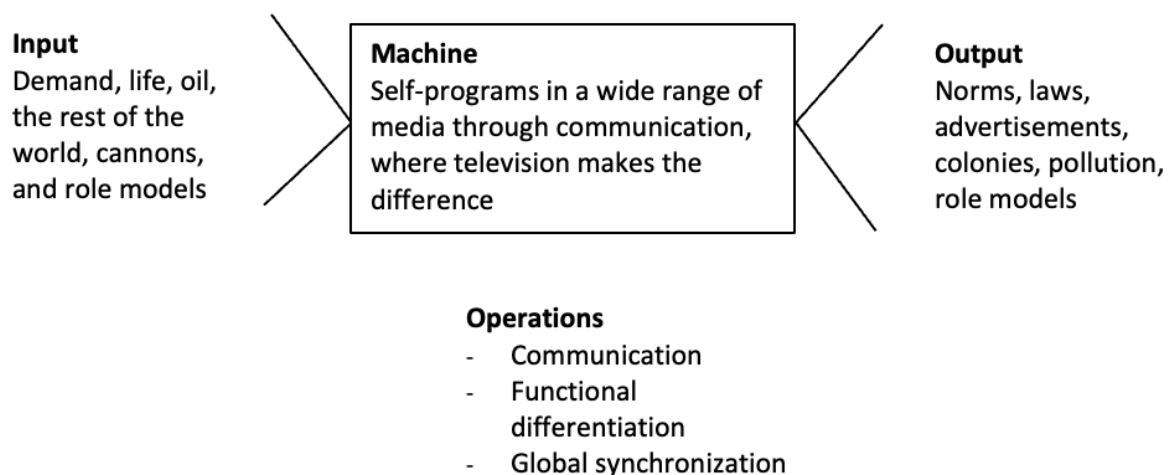 Input
Demand, life, oil,
the rest of the
world, cannons,
and role models
Machine
Self-programs in a wide range of
media through communication,
where television makes the
difference
Output
Norms, laws,
advertisements,
colonies, pollution,
role models
Operations
- Communication
- Functional
differentiation
- Global synchronization